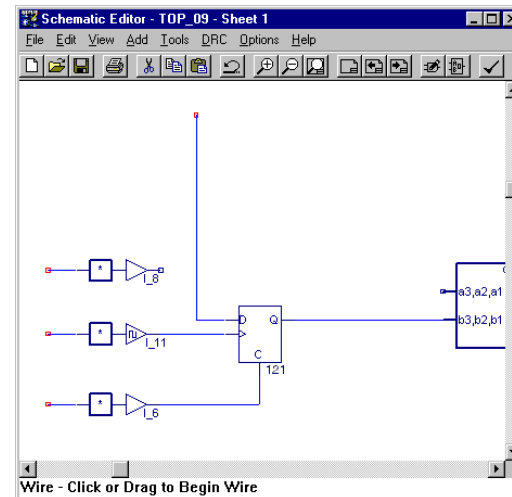 Schematic Editor - TOP_09 - Sheet 1
File Edit View Add Tools DRC Options Help
*
I_8
a3,a2,a1
D Q
b3,b2,b1
*
I_11
C
121
*
I_6
Wire - Click or Drag to Begin Wire